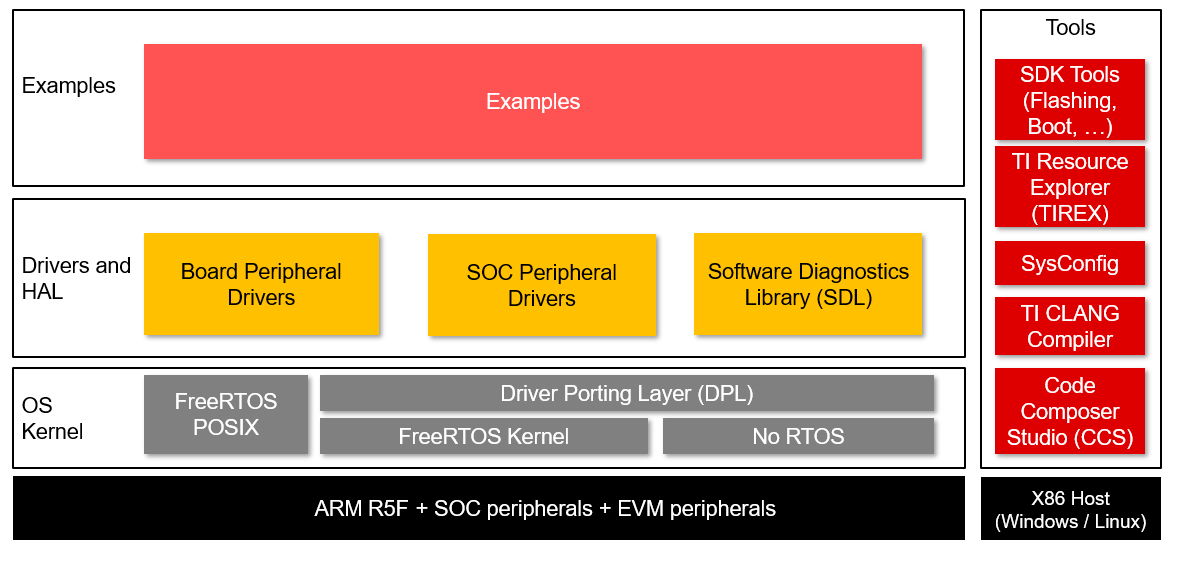 Examples
Examples
Drivers and
HAL
Board Peripheral
Drivers
SOC Peripheral
Drivers
Software Diagnostics
Library (SDL)
OS
Kernel
FreeRTOS
POSIX
Driver Porting Layer (DPL)
FreeRTOS Kernel
No RTOS
ARM R5F + SOC peripherals + EVM peripherals
Tools
SDK Tools
(Flashing,
Boot, …)
TI Resource
Explorer
(TIREX)
SysConfig
TI CLANG
Compiler
Code
Composer
Studio (CCS)
X86 Host
(Windows / Linux)